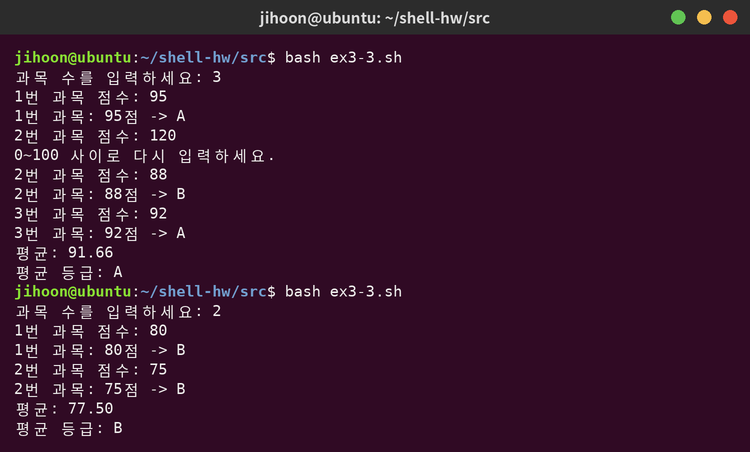 jihoon@ubuntu: ~/shell-hw/src
jihoon@ubuntu:~/shell-hw/src$ bash ex3-3.sh
과목 수를 입력하세요: 3
1번 과목 점수: 95
1번 과목: 95점 -> A
2번 과목 점수: 120
0~100 사이로 다시 입력하세요.
2번 과목 점수: 88
2번 과목: 88점 -> B
3번 과목 점수: 92
3번 과목: 92점 -> A
평균: 91.66
평균 등급: A
jihoon@ubuntu:~/shell-hw/src$ bash ex3-3.sh
과목 수를 입력하세요: 2
1번 과목 점수: 80
1번 과목: 80점 -> B
2번 과목 점수: 75
2번 과목: 75점 -> B
평균: 77.50
평균 등급: B